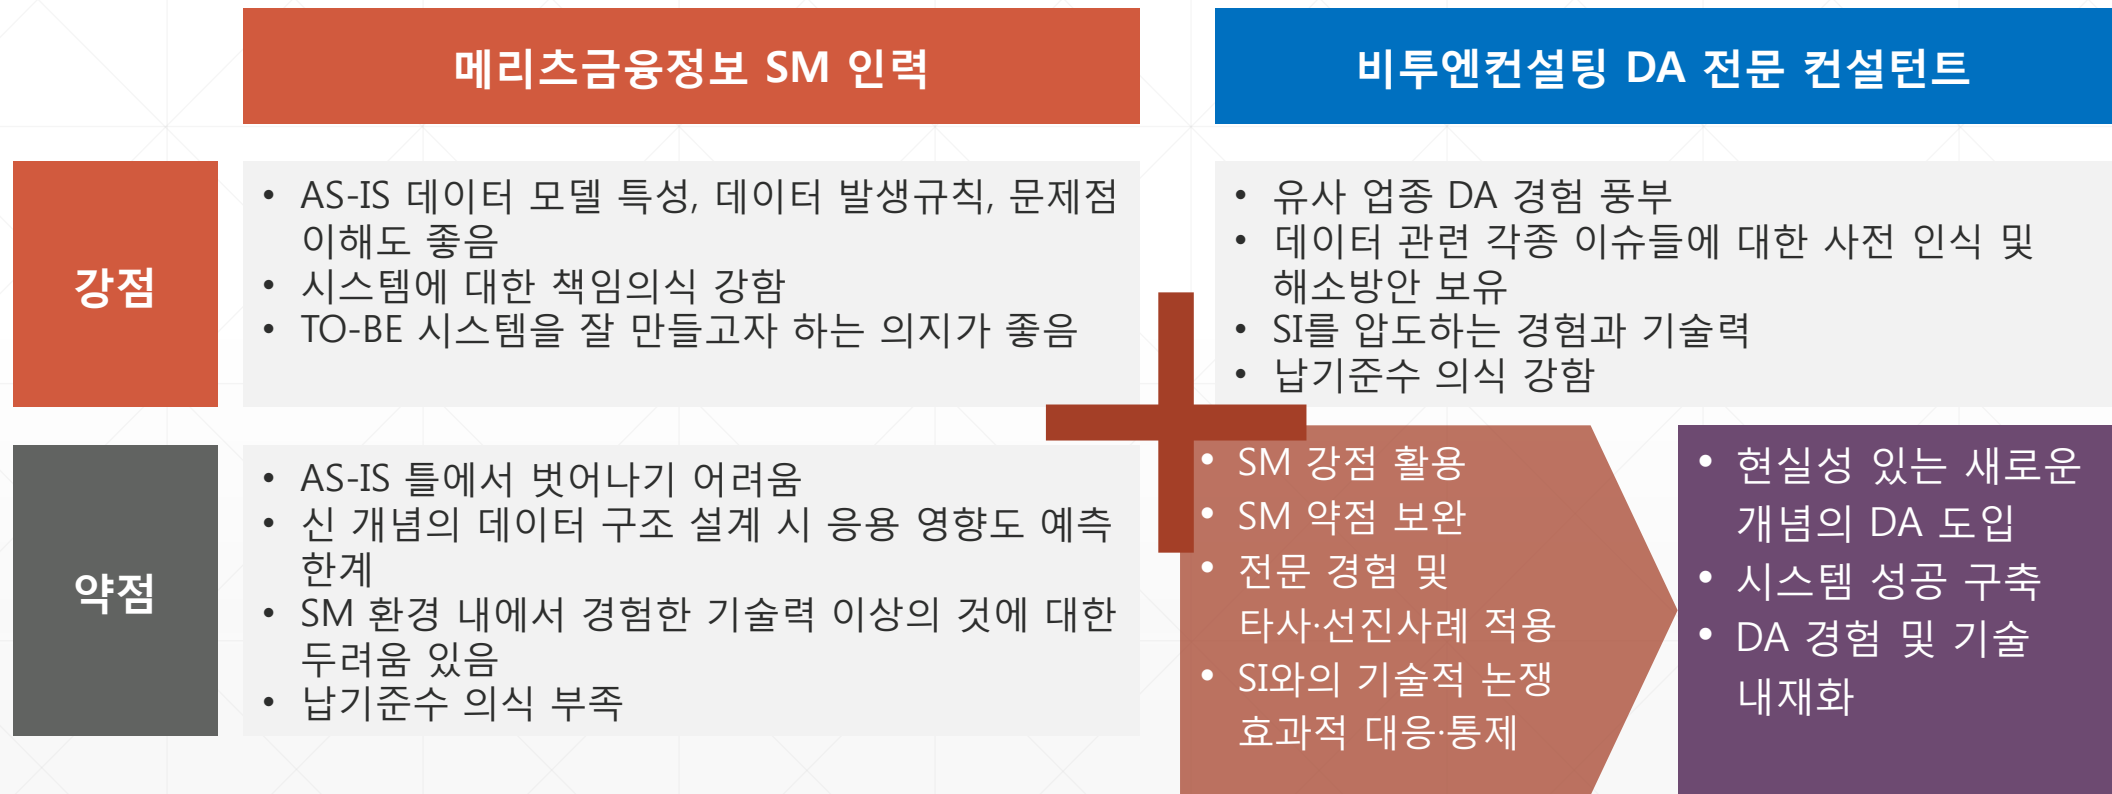 메리츠금융정보 SM 인력
비투엔컨설팅 DA 전문 컨설턴트
강점
• AS-IS 데이터 모델 특성, 데이터 발생규칙, 문제점
이해도 좋음
• 시스템에 대한 책임의식 강함
• TO-BE 시스템을 잘 만들고자 하는 의지가 좋음
• 유사 업종 DA 경험 풍부
• 데이터 관련 각종 이슈들에 대한 사전 인식 및
해소방안 보유
• SI를 압도하는 경험과 기술력
• 납기준수 의식 강함
약점
• AS-IS 틀에서 벗어나기 어려움
• 신 개념의 데이터 구조 설계 시 응용 영향도 예측
한계
• SM 환경 내에서 경험한 기술력 이상의 것에 대한
두려움 있음
• 납기준수 의식 부족
• SM 강점 활용
• SM 약점 보완
• 전문 경험 및
타사·선진사례 적용
• SI와의 기술적 논쟁
효과적 대응·통제
• 현실성 있는 새로운
개념의 DA 도입
• 시스템 성공 구축
• DA 경험 및 기술
내재화